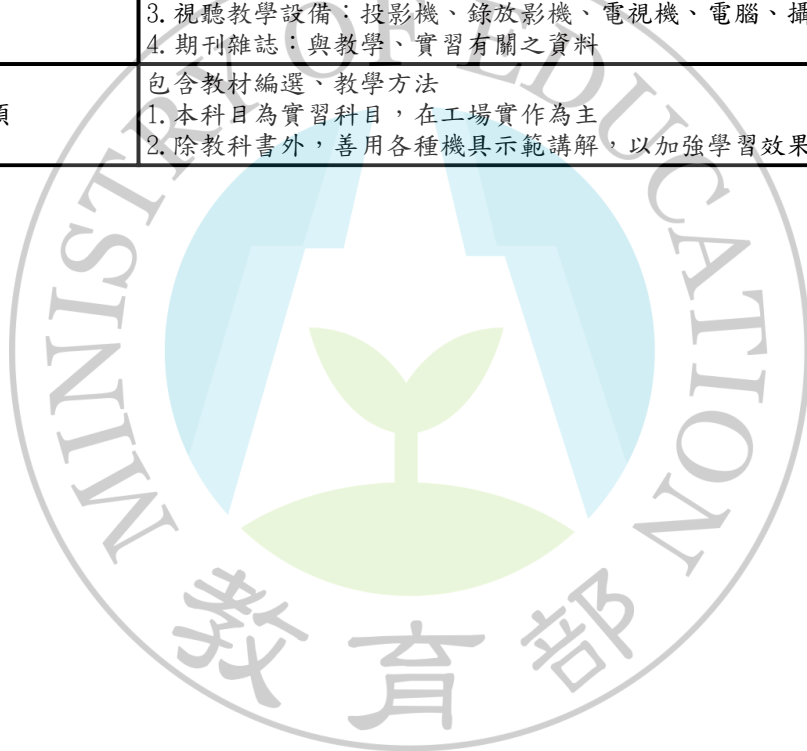 3.視聽教學設備：投影機、錄放影機、電視機、電腦、攝
4.期刊雜誌：與教學、實習有關之資料
項
包含教材編選、教學方法
1.本科目為實習科目，在工場實作為主
2.除教科書外，善用各種機具示範講解，以加強學習效果
MINISTRY OF EDUCATION
教育部